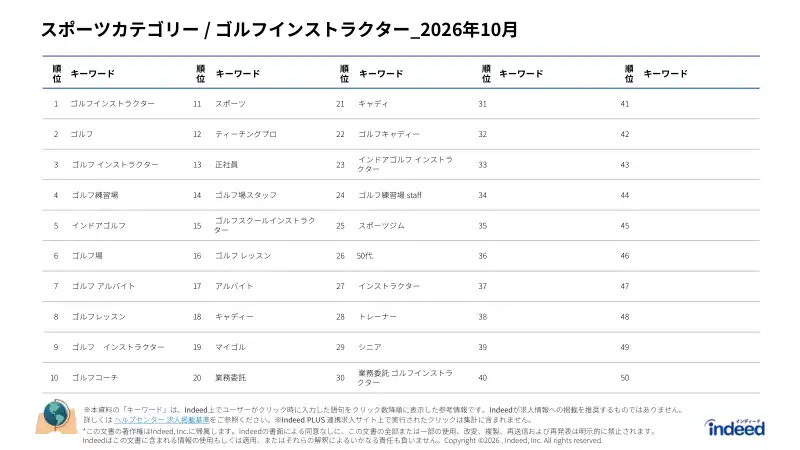 スポーツカテゴリー / ゴルフインストラクター_2026年10月
順位 キーワード 順位 キーワード 順位 キーワード 順位 キーワード 順位 キーワード
1 ゴルフインストラクター 11 スポーツ 21 キャディ 31 41
2 ゴルフ 12 ティーチングプロ 22 ゴルフキャディー 32 42
3 ゴルフ インストラクター 13 正社員 23 インドアゴルフ インストラクター 33 43
4 ゴルフ練習場 14 ゴルフ場スタッフ 24 ゴルフ練習場 staff 34 44
5 インドアゴルフ 15 ゴルフスクールインストラクター 25 スポーツジム 35 45
6 ゴルフ場 16 ゴルフ レッスン 26 50代 36 46
7 ゴルフ アルバイト 17 アルバイト 27 インストラクター 37 47
8 ゴルフレッスン 18 キャディー 28 トレーナー 38 48
9 ゴルフ　インストラクター 19 マイゴル 29 シニア 39 49
10 ゴルフコーチ 20 業務委託 30 業務委託 ゴルフインストラクター 40 50
※本資料の「キーワード」は、Indeed上でユーザーがクリック時に入力した語句をクリック数降順に表示した参考情報です。Indeedが求人情報への掲載を推奨するものではありません。
詳しくは ヘルプセンター 求人掲載基準をご参照ください。※Indeed PLUS 連携求人サイト上で実行されたクリックは集計に含まれません。
*この文書の著作権はIndeed, Inc.に帰属します。Indeedの書面による同意なしに、この文書の全部または一部の使用、改変、複製、再送信および再発表は明示的に禁止されます。
Indeedはこの文書に含まれる情報の使用もしくは適用、またはそれらの解釈によるいかなる責任も負いません。Copyright ©2026 , Indeed, Inc. All rights reserved.
インディード
indeed